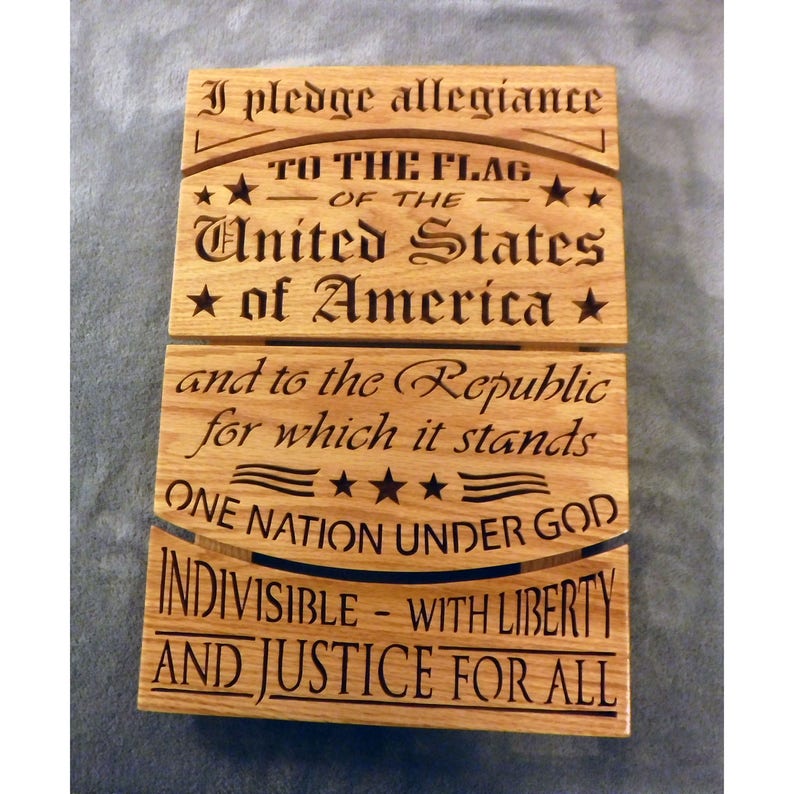 I pledge allegiance
TO THE FLAG
OF THE
United States
of America
and to the Republic
for which it stands
ONE NATION UNDER GOD
INDIVISIBLE - WITH LIBERTY
AND JUSTICE FOR ALL